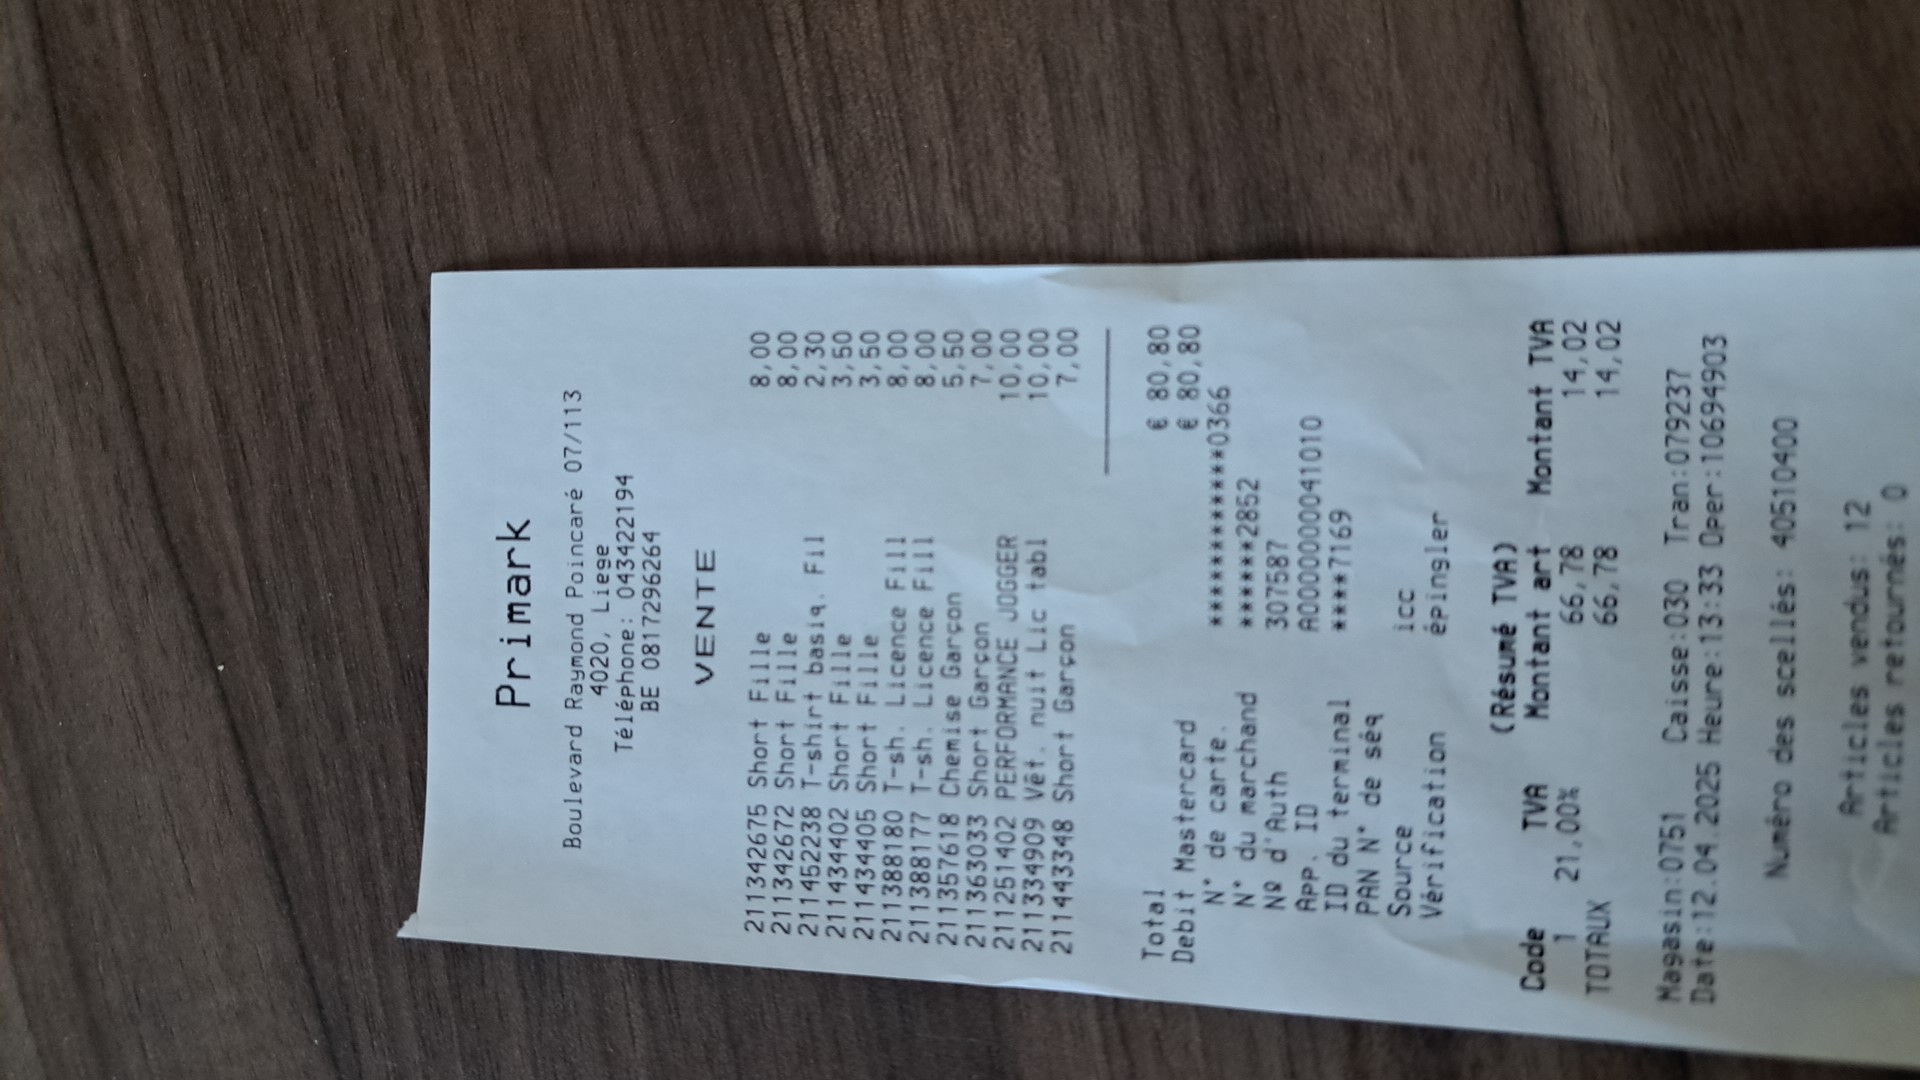 Primark
Boulevard Raymond Poincaré 07/113
4020, Liege
Téléphone: 043422194
BE 0817296264
VENTE
211342675 Short Fille 8,00
211342672 Short Fille 8,00
211452238 T-shirt basiq. Fil 2,30
211434402 Short Fille 3,50
211434405 Short Fille 3,50
211388180 T-sh. Licence Fill 8,00
211388177 T-sh. Licence Fill 8,00
211357618 Chemise Garçon 5,50
211363033 Short Garçon 7,00
211251402 PERFORMANCE JOGGER 10,00
211334909 Vêt. nuit Lic tabl 10,00
211443348 Short Garçon 7,00
Total € 80,80
Debit Mastercard € 80,80
N° de carte. ************0366
N° du marchand ******2852
Nº d'Auth 307587
App. ID A0000000041010
ID du terminal ****7169
PAN N° de séq
Source icc
Vérification épingler
(Résumé TVA)
Code TVA Montant art Montant TVA
1 21,00% 66,78 14,02
TOTAUX 66,78 14,02
Magasin:0751 Caisse:030 Tran:079237
Date:12.04.2025 Heure:13:33 Oper:10694903
Numéro des scellés: 40510400
Articles vendus: 12
Articles retournés: 0